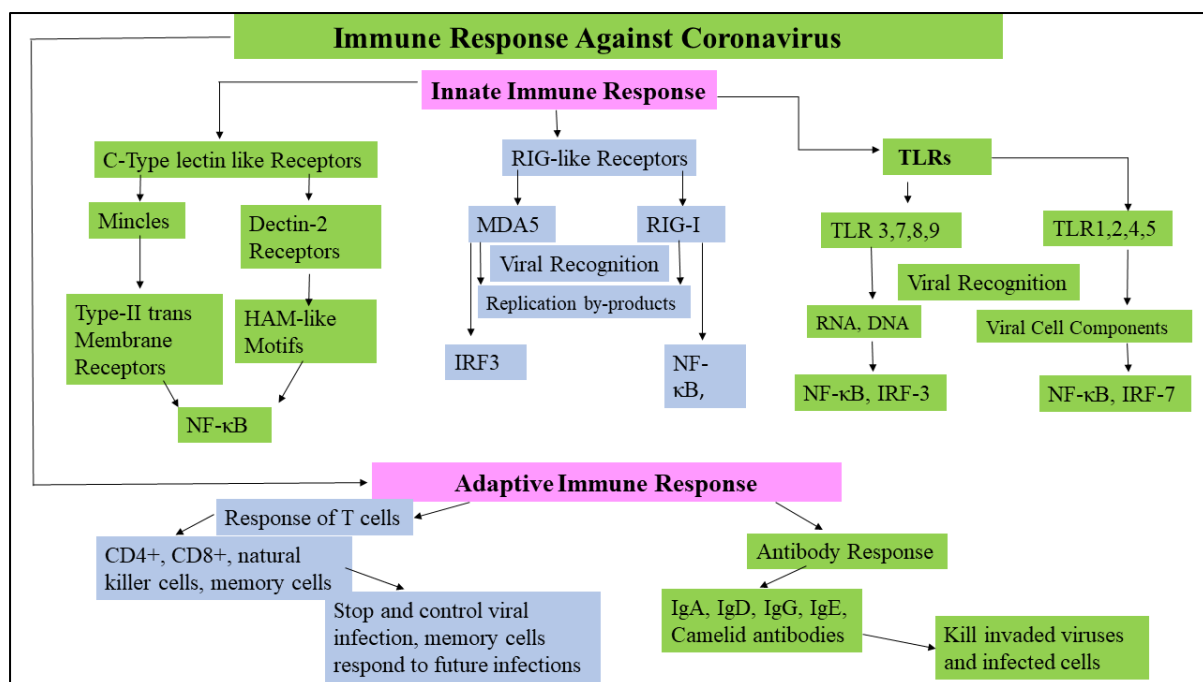 Immune Response Against Coronavirus
Innate Immune Response
C-Type lectin like Receptors
Mincles
Dectin-2
Receptors
Type-II trans
Membrane
Receptors
HAM-like
Motifs
NF-κB
RIG-like Receptors
MDA5
RIG-I
Viral Recognition
Replication by-products
IRF3
NF-
κB,
TLRs
TLR 3,7,8,9
TLR1,2,4,5
Viral Recognition
RNA, DNA
Viral Cell Components
NF-κB, IRF-3
NF-κB, IRF-7
Adaptive Immune Response
Response of T cells
CD4+, CD8+, natural
killer cells, memory cells
Stop and control viral
infection, memory cells
respond to future infections
Antibody Response
IgA, IgD, IgG, IgE,
Camelid antibodies
Kill invaded viruses
and infected cells